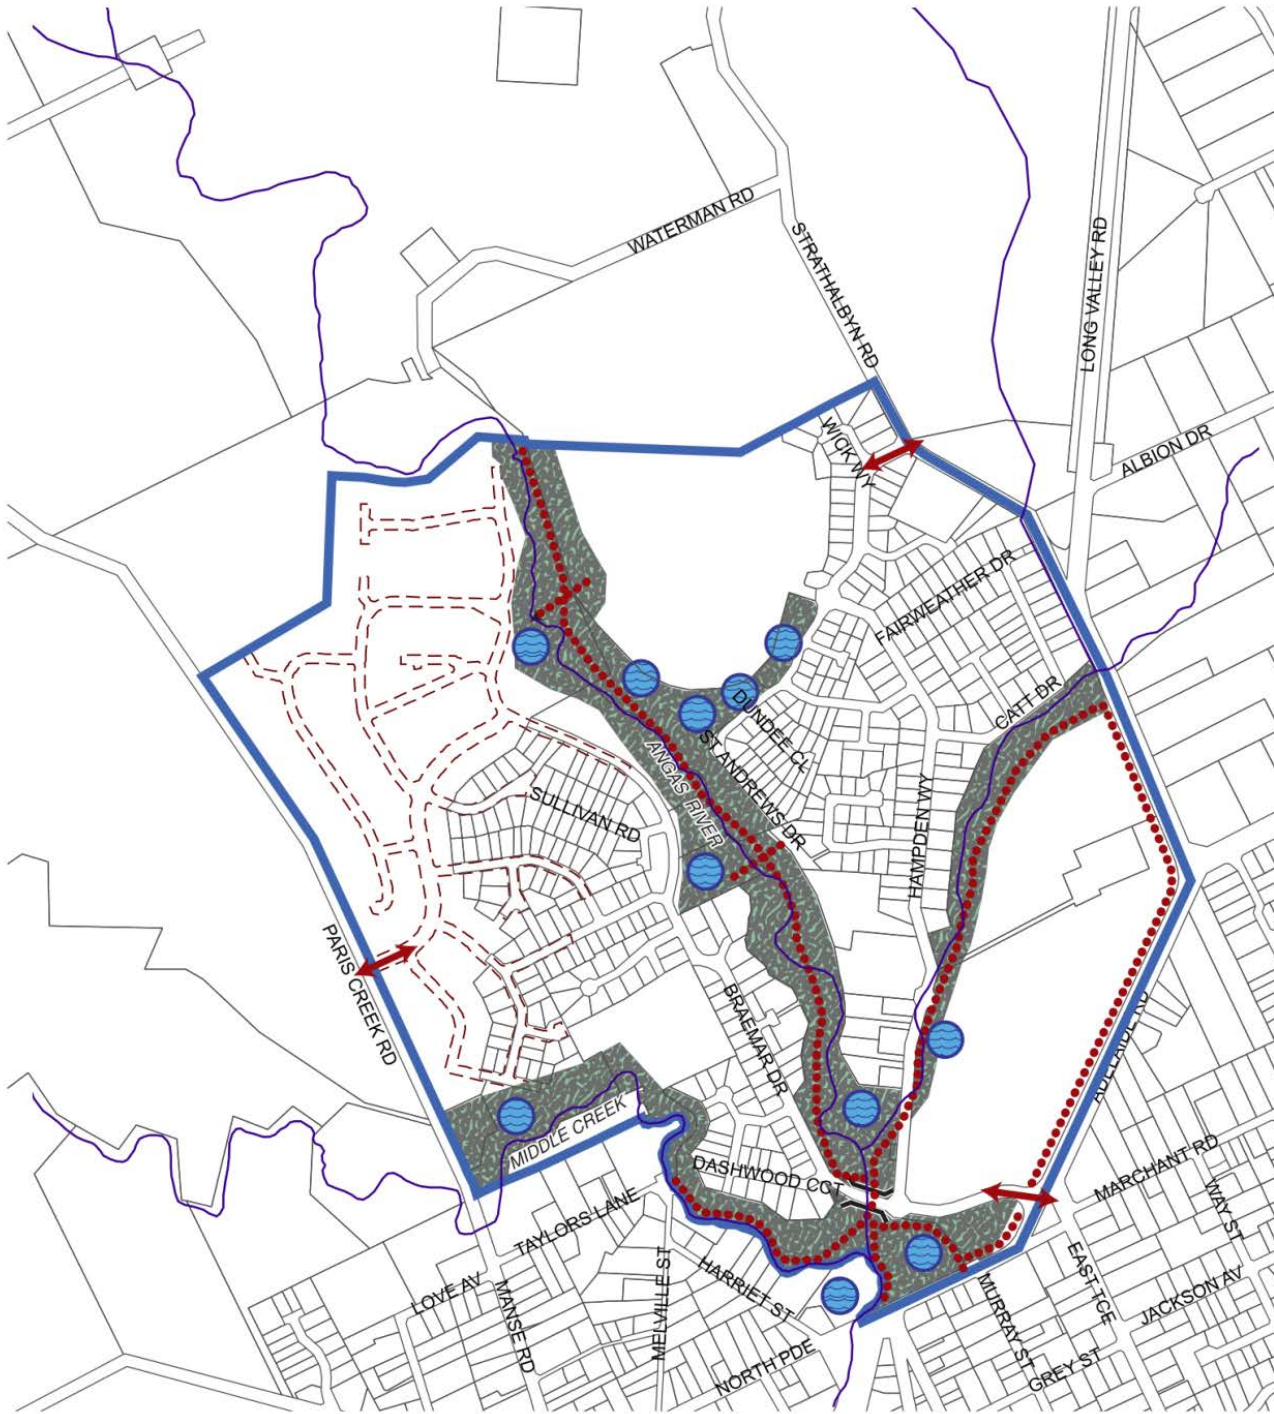 WATERMAN RD
STRATHALBYN RD
LONG VALLEY RD
WICK WY
ALBION DR
FAIRWEATHER DR
CATT DR
DUNDEE CL
ST ANDREWS DR
ANGAS RIVER
SULLIVAN RD
HAMPDEN WY
PARIS CREEK RD
BRAEMAR DR
ADELAIDE RD
MIDDLE CREEK
DASHWOOD CCT
MARCHANT RD
WAY ST
TAYLORS LANE
LOVE AV
MANSE RD
MELVILLE ST
HARRIET ST
NORTH PDE
MURRAY ST
EAST TCE
JACKSON AV
GREY ST